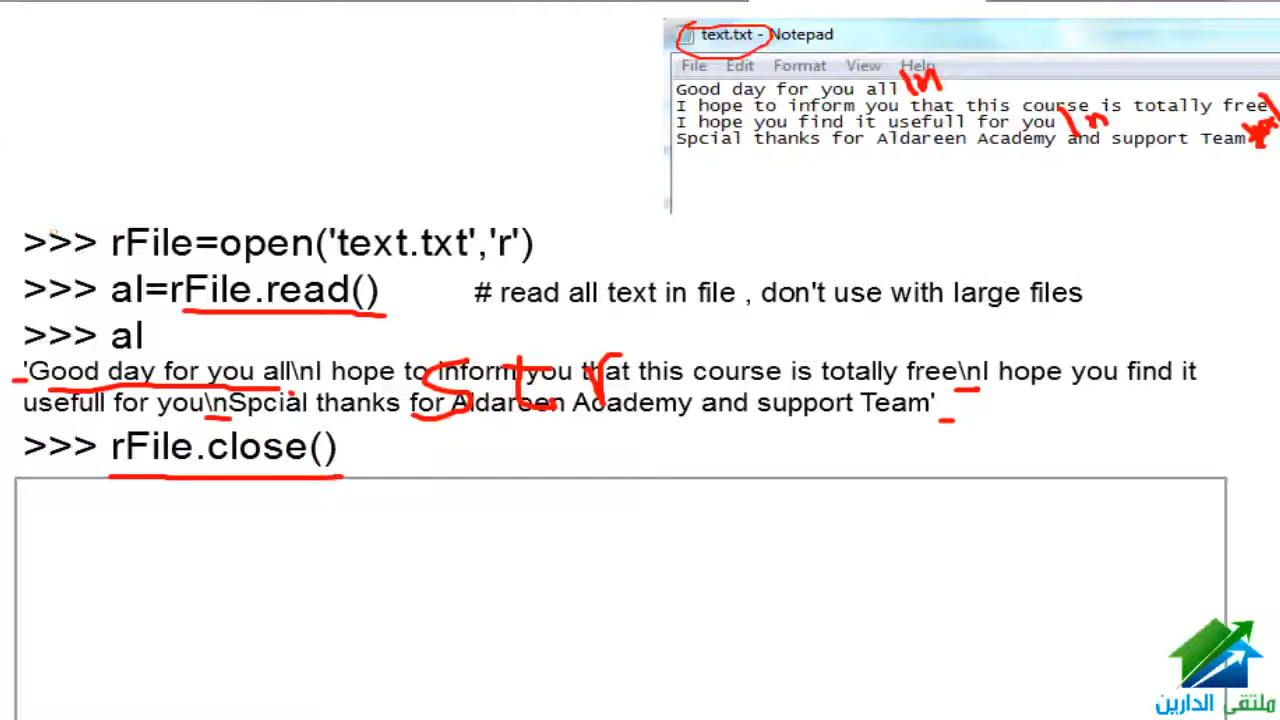 text.txt - Notepad
File Edit Format View Help
Good day for you all \n
I hope to inform you that this course is totally free\
I hope you find it usefull for you \n
Spcial thanks for Aldareen Academy and support Team
>>> rFile=open('text.txt','r')
>>> al=rFile.read() # read all text in file , don't use with large files
>>> al
'Good day for you all\nI hope to inform you that this course is totally free\nI hope you find it
usefull for you\nSpcial thanks for Aldareen Academy and support Team'
str
>>> rFile.close()
ملتقى الدارين